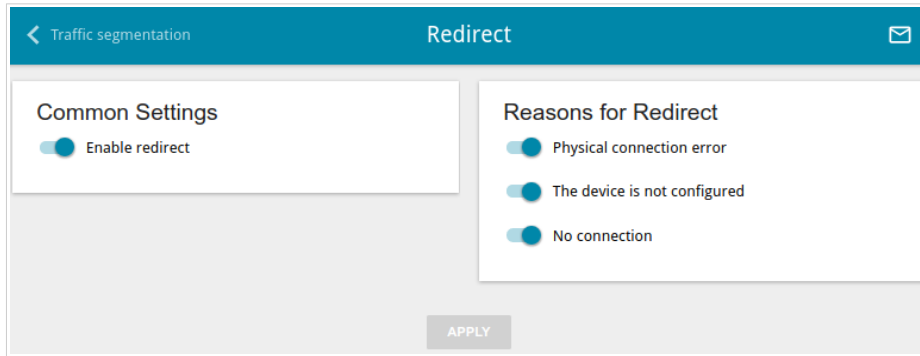 Traffic segmentation
Redirect
Common Settings
Enable redirect
Reasons for Redirect
Physical connection error
The device is not configured
No connection
APPLY